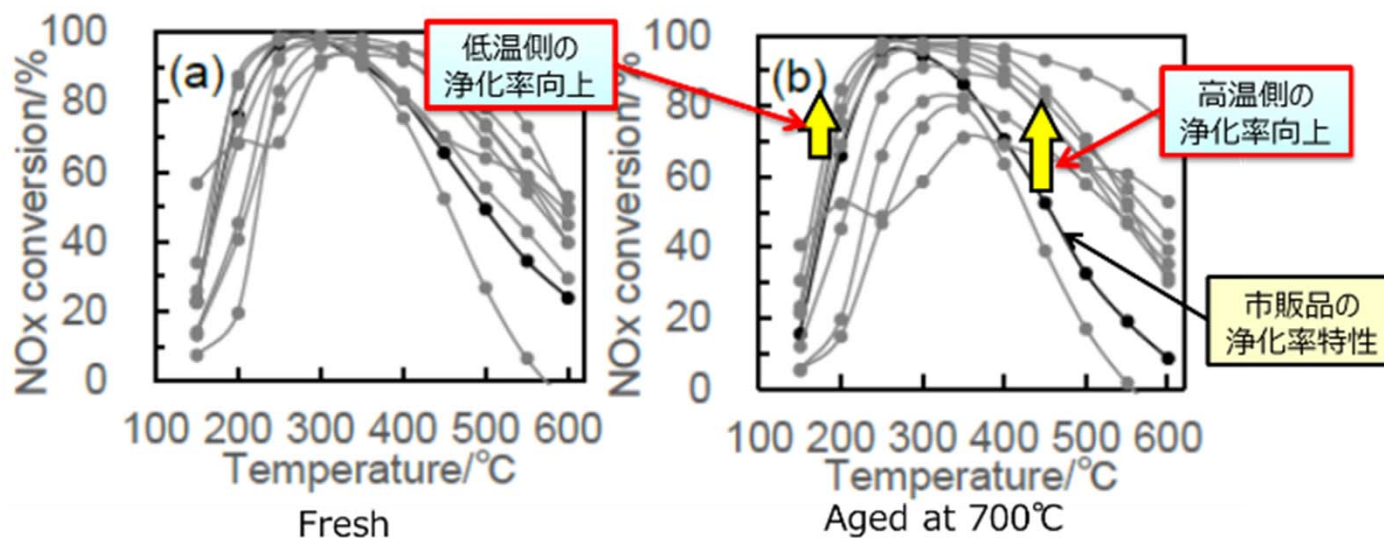 NOx conversion/%
100
80
60
40
20
0
(a)
100 200 300 400 500 600
Temperature/℃
Fresh
低温側の
浄化率向上
NOx conversion/%
100
80
60
40
20
0
(b)
100 200 300 400 500 600
Temperature/℃
Aged at 700℃
高温側の
浄化率向上
市販品の
浄化率特性